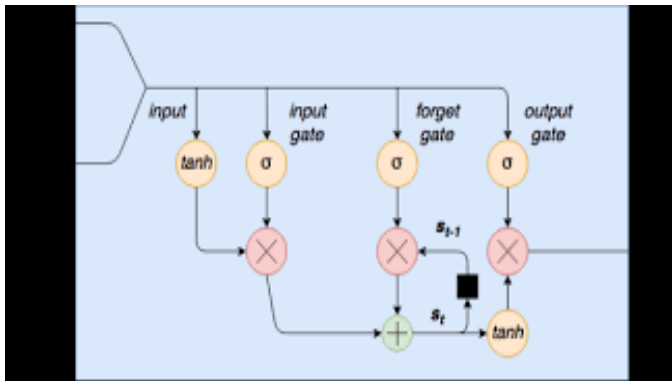 input
input
gate
forget
gate
output
gate
tanh
σ
σ
σ
s_{t-1}
s_t
tanh